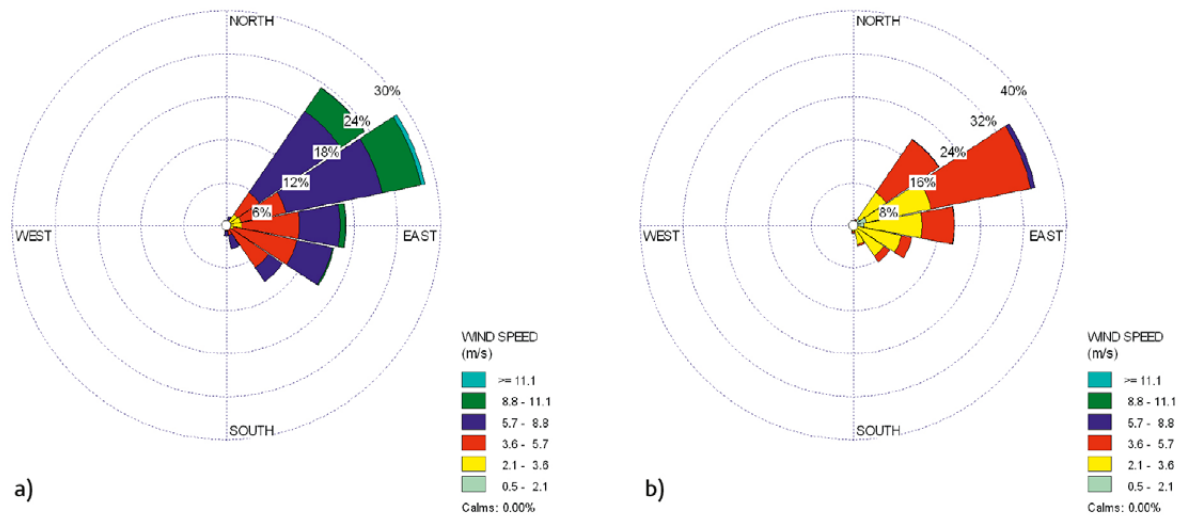 NORTH
30%
24%
18%
12%
6%
WEST
EAST
SOUTH
WIND SPEED
(m/s)
>= 11.1
8.8 - 11.1
5.7 - 8.8
3.6 - 5.7
2.1 - 3.6
0.5 - 2.1
Calms: 0.00%
a)
NORTH
40%
32%
24%
16%
8%
WEST
EAST
SOUTH
WIND SPEED
(m/s)
>= 11.1
8.8 - 11.1
5.7 - 8.8
3.6 - 5.7
2.1 - 3.6
0.5 - 2.1
Calms: 0.00%
b)